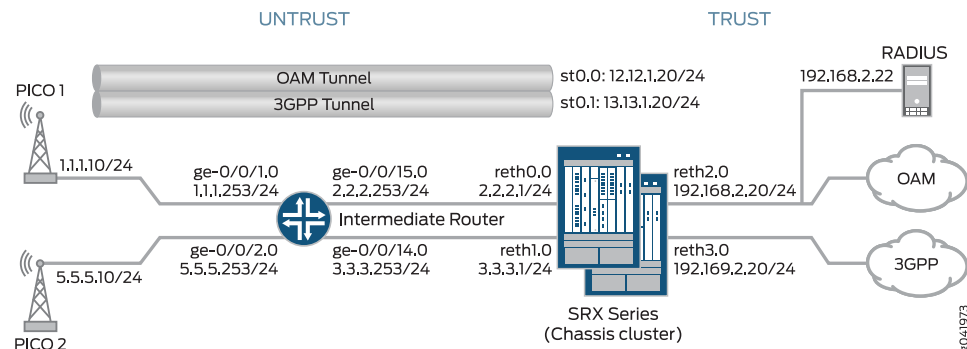 UNTRUST
TRUST
RADIUS
PICO 1
OAM Tunnel
st0.0: 12.12.1.20/24
192.168.2.22
3GPP Tunnel
st0.1: 13.13.1.20/24
1.1.1.10/24
ge-0/0/1.0
1.1.1.253/24
ge-0/0/15.0
2.2.2.253/24
reth0.0
2.2.2.1/24
reth2.0
192.168.2.20/24
OAM
Intermediate Router
5.5.5.10/24
ge-0/0/2.0
5.5.5.253/24
ge-0/0/14.0
3.3.3.253/24
reth1.0
3.3.3.1/24
reth3.0
192.169.2.20/24
3GPP
PICO 2
SRX Series
(Chassis cluster)
g041973